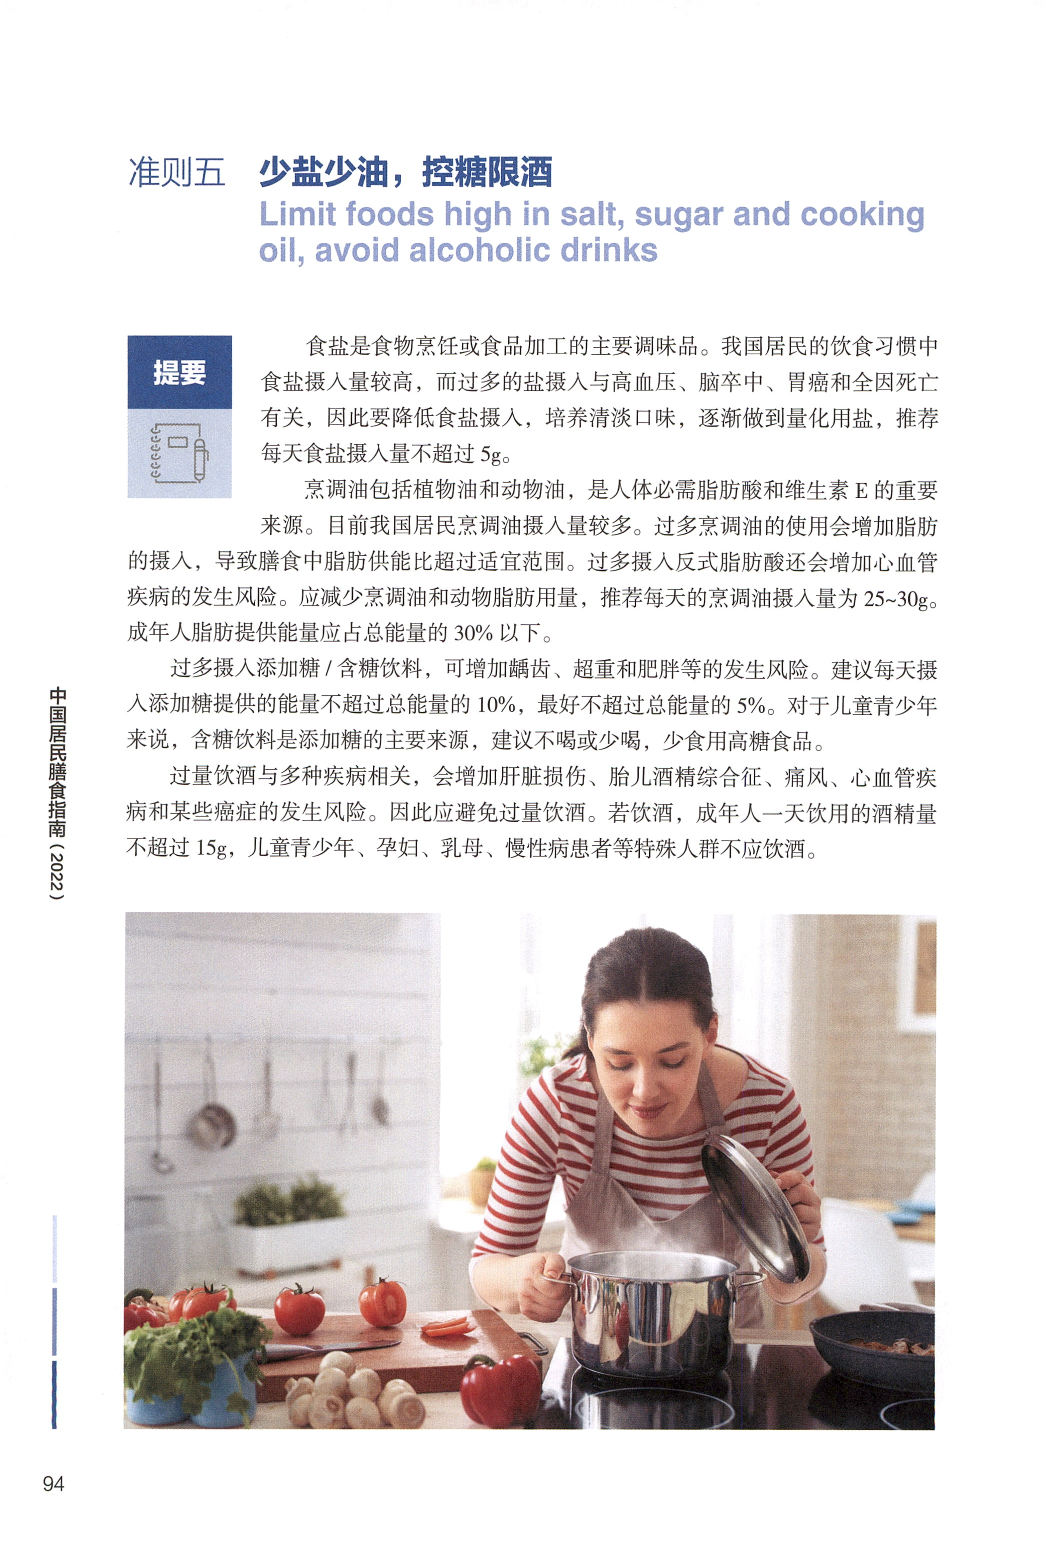 准则五 少盐少油，控糖限酒
Limit foods high in salt, sugar and cooking
oil, avoid alcoholic drinks
提要
食盐是食物烹饪或食品加工的主要调味品。我国居民的饮食习惯中
食盐摄入量较高，而过多的盐摄入与高血压、脑卒中、胃癌和全因死亡
有关，因此要降低食盐摄入，培养清淡口味，逐渐做到量化用盐，推荐
每天食盐摄入量不超过 5g。
烹调油包括植物油和动物油，是人体必需脂肪酸和维生素 E 的重要
来源。目前我国居民烹调油摄入量较多。过多烹调油的使用会增加脂肪
的摄入，导致膳食中脂肪供能比超过适宜范围。过多摄入反式脂肪酸还会增加心血管
疾病的发生风险。应减少烹调油和动物脂肪用量，推荐每天的烹调油摄入量为 25~30g。
成年人脂肪提供能量应占总能量的 30% 以下。
过多摄入添加糖 / 含糖饮料，可增加龋齿、超重和肥胖等的发生风险。建议每天摄
入添加糖提供的能量不超过总能量的 10%，最好不超过总能量的 5%。对于儿童青少年
来说，含糖饮料是添加糖的主要来源，建议不喝或少喝，少食用高糖食品。
过量饮酒与多种疾病相关，会增加肝脏损伤、胎儿酒精综合征、痛风、心血管疾
病和某些癌症的发生风险。因此应避免过量饮酒。若饮酒，成年人一天饮用的酒精量
不超过 15g，儿童青少年、孕妇、乳母、慢性病患者等特殊人群不应饮酒。
中国居民膳食指南（2022）
94